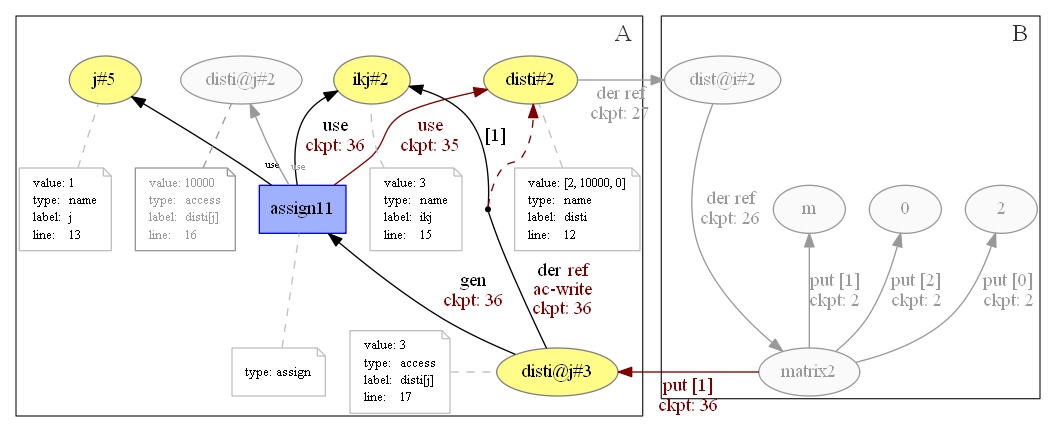 A
B
j#5
disti@j#2
ikj#2
disti#2
dist@i#2
der ref
ckpt: 27
use
ckpt: 36
use
ckpt: 35
[1]
use
use
value: 1
type: name
label: j
line: 13
value: 10000
type: access
label: disti[j]
line: 16
assign11
value: 3
type: name
label: ikj
line: 15
value: [2, 10000, 0]
type: name
label: disti
line: 12
der ref
ckpt: 26
m
0
2
gen
ckpt: 36
der ref
ac-write
ckpt: 36
put [1]
ckpt: 2
put [2]
ckpt: 2
put [0]
ckpt: 2
type: assign
value: 3
type: access
label: disti[j]
line: 17
disti@j#3
matrix2
put [1]
ckpt: 36